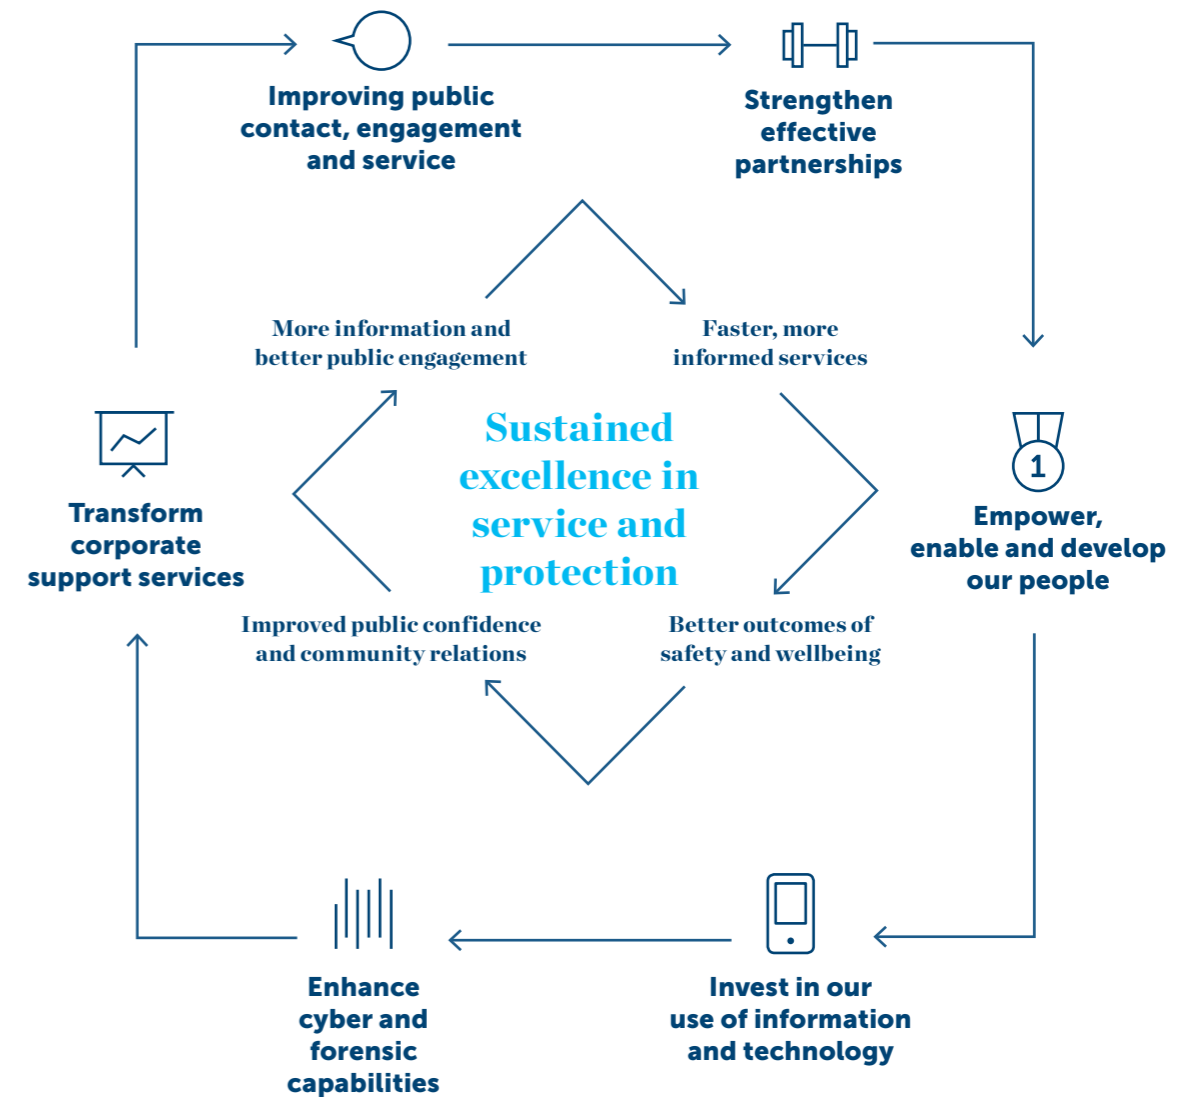 Improving public
contact, engagement
and service
Strengthen
effective
partnerships
More information and
better public engagement
Faster, more
informed services
Sustained
excellence in
service and
protection
Transform
corporate
support services
1
Empower,
enable and develop
our people
Improved public confidence
and community relations
Better outcomes of
safety and wellbeing
Enhance
cyber and
forensic
capabilities
Invest in our
use of information
and technology